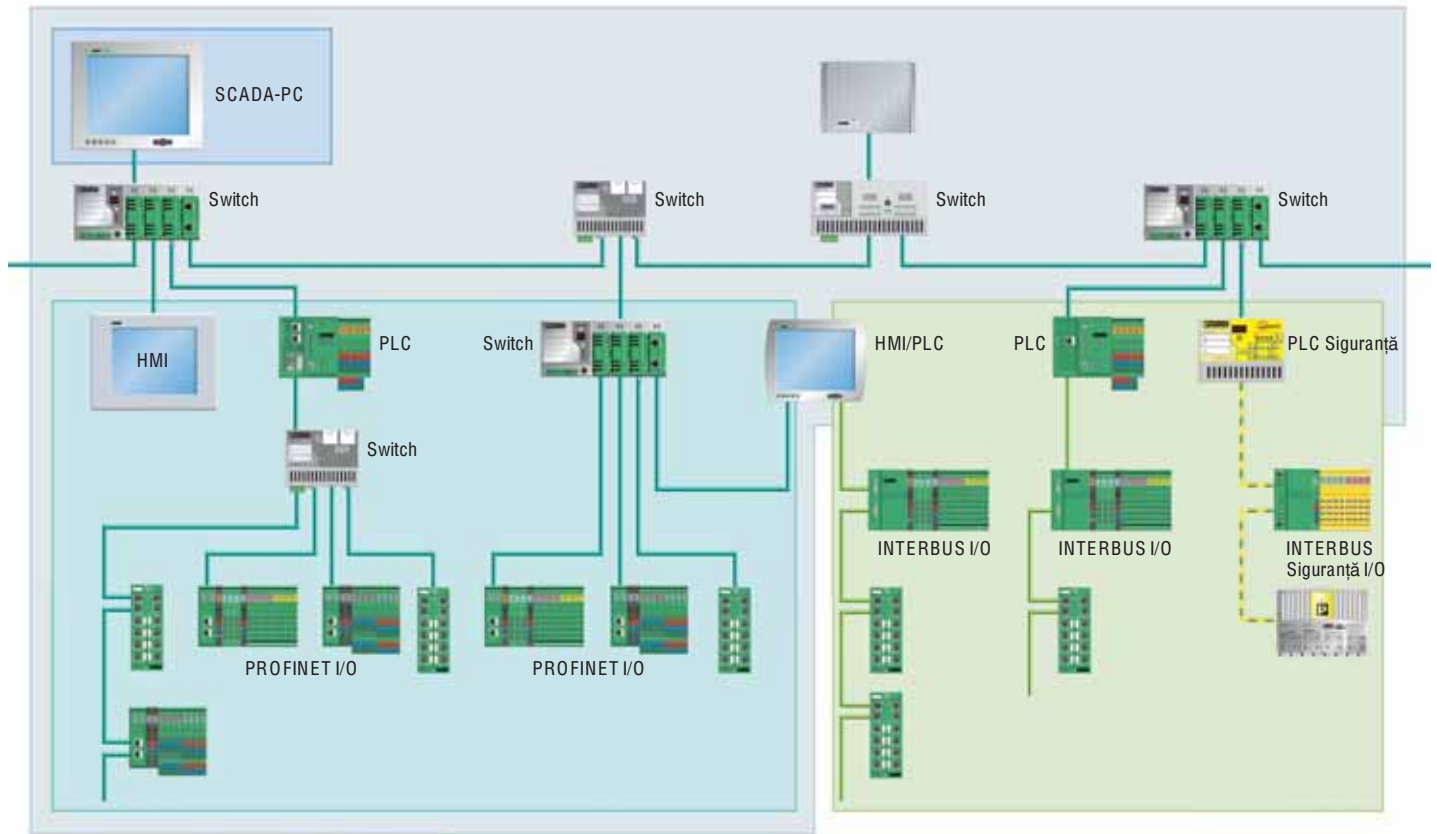 SCADA-PC
Switch
Switch
Switch
Switch
HMI
PLC
Switch
HMI/PLC
PLC
PLC Siguranță
Switch
INTERBUS I/O
INTERBUS I/O
INTERBUS
Siguranță I/O
PROFINET I/O
PROFINET I/O